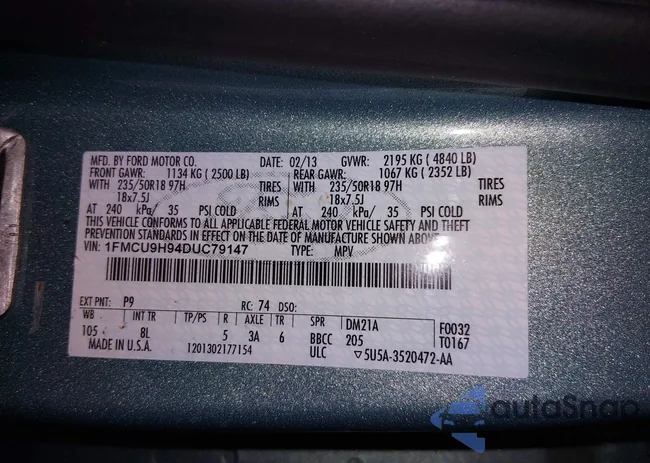 MFD. BY FORD MOTOR CO. DATE: 02/13 GVWR: 2195 KG ( 4840 LB)
FRONT GAWR: 1134 KG ( 2500 LB) REAR GAWR: 1067 KG ( 2352 LB)
WITH 235/50R18 97H TIRES WITH 235/50R18 97H TIRES
18x7.5J RIMS 18x7.5J RIMS
AT 240 kPa/ 35 PSI COLD AT 240 kPa/ 35 PSI COLD
THIS VEHICLE CONFORMS TO ALL APPLICABLE FEDERAL MOTOR VEHICLE SAFETY AND THEFT
PREVENTION STANDARDS IN EFFECT ON THE DATE OF MANUFACTURE SHOWN ABOVE.
VIN: 1FMCU9H94DUC79147 TYPE: MPV
EXT PNT: P9 RC: 74 DSO:
WB INT TR TP/PS R AXLE TR SPR DM21A F0032
105 8L 5 3A 6 BBCC 205 T0167
MADE IN U.S.A. 1201302177154 ULC ▽5U5A-3520472-AA
autoSnap